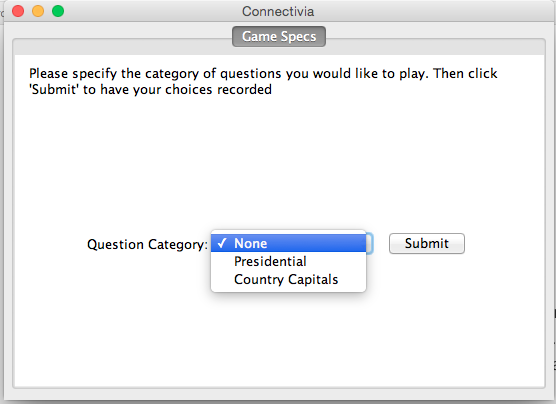 Connectivia
Game Specs
Please specify the category of questions you would like to play. Then click
'Submit' to have your choices recorded
Question Category:
✓ None
Presidential
Country Capitals
Submit